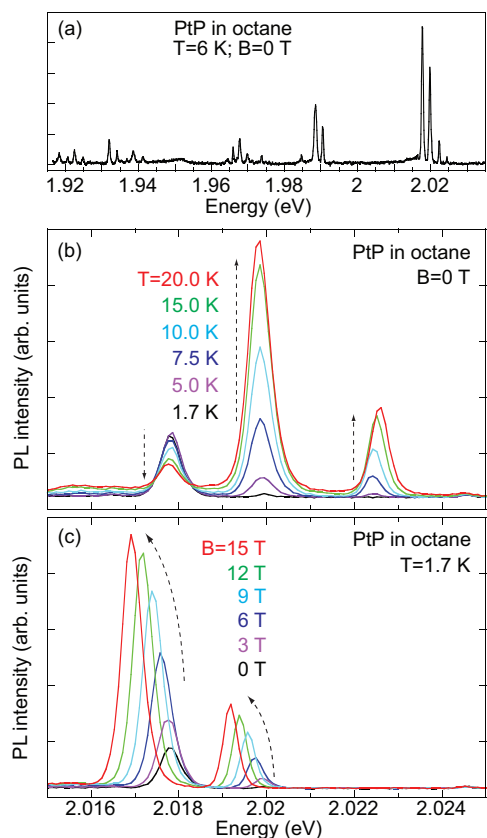 (a)
PtP in octane
T=6 K; B=0 T
1.92
1.94
1.96
1.98
2
2.02
Energy (eV)
(b)
PtP in octane
B=0 T
T=20.0 K
15.0 K
10.0 K
7.5 K
5.0 K
1.7 K
PL intensity (arb. units)
(c)
PtP in octane
T=1.7 K
B=15 T
12 T
9 T
6 T
3 T
0 T
PL intensity (arb. units)
2.016
2.018
2.02
2.022
2.024
Energy (eV)